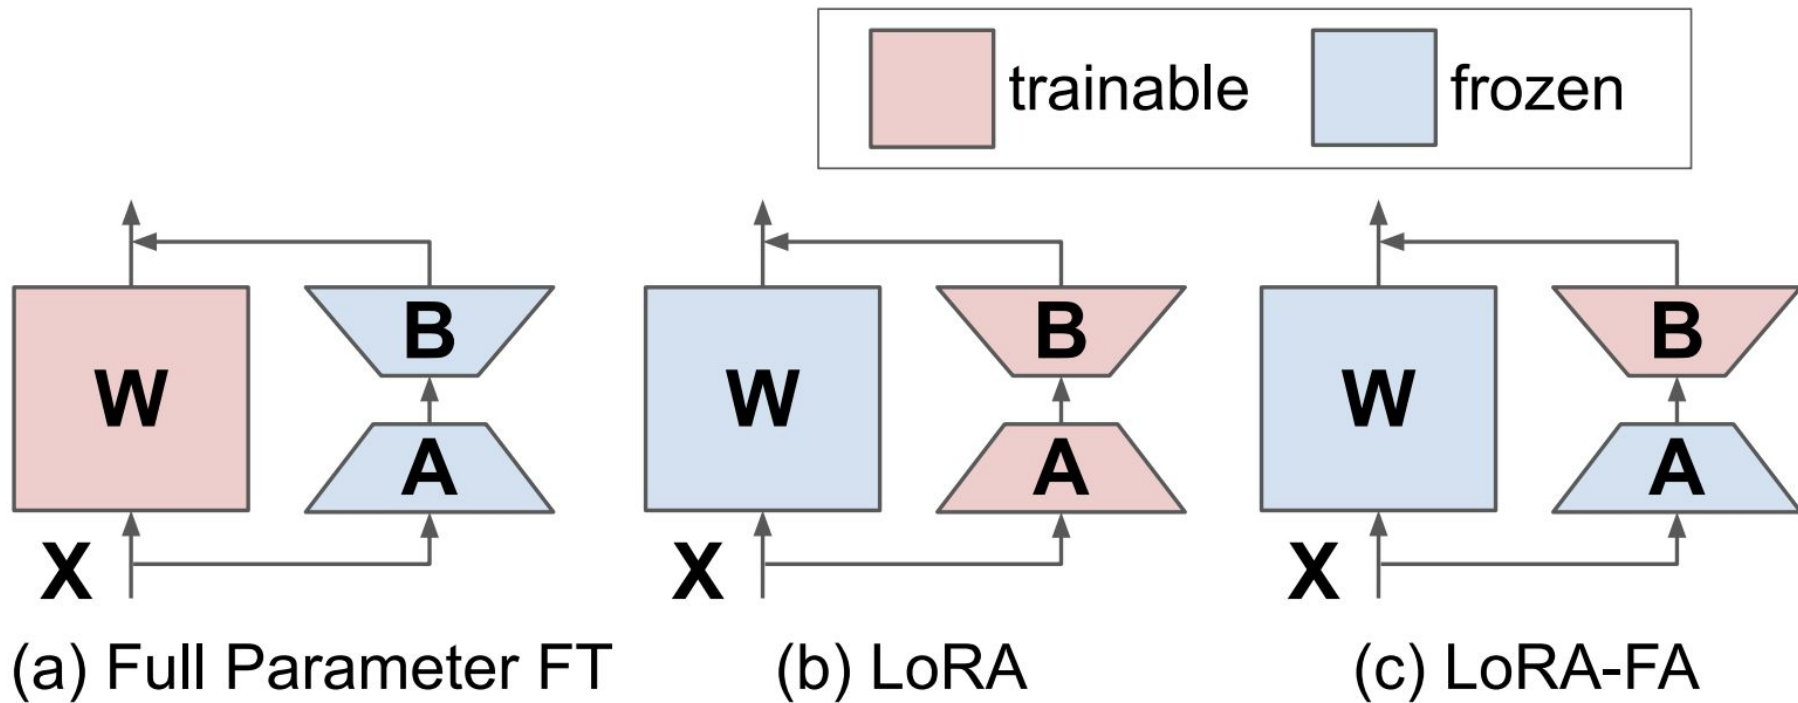 trainable frozen
B B B
W W W
A A A
X X X
(a) Full Parameter FT (b) LoRA (c) LoRA-FA